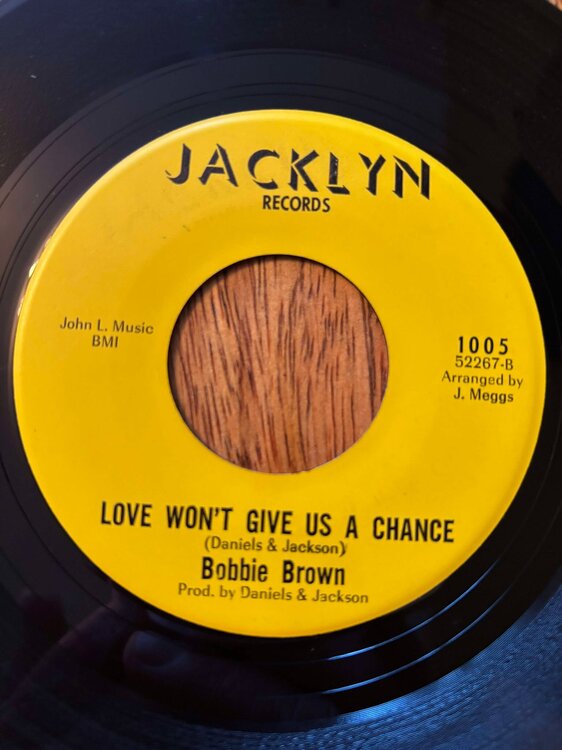 JACKLYN
RECORDS
John L. Music
BMI
1005
52267-B
Arranged by
J. Meggs
LOVE WON'T GIVE US A CHANCE
(Daniels & Jackson)
Bobbie Brown
Prod. by Daniels & Jackson